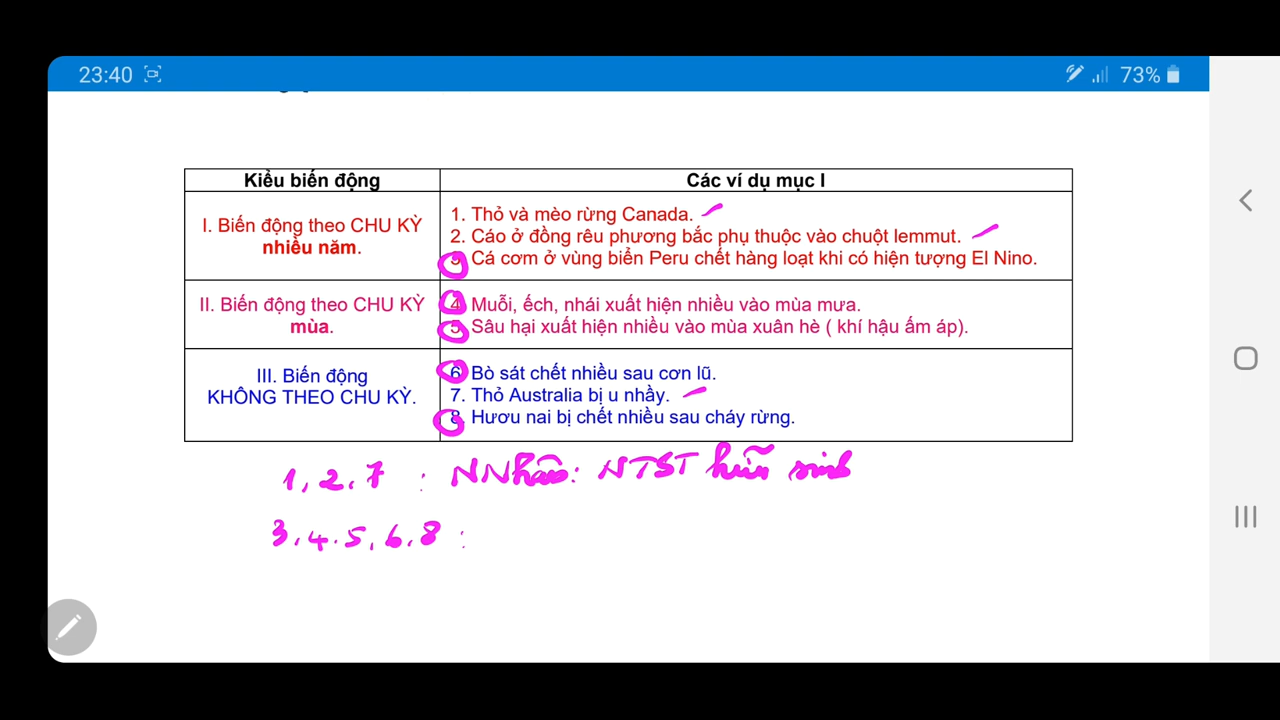 23:40 73%
Kiểu biến động Các ví dụ mục I
I. Biến động theo CHU KỲ
nhiều năm.
1. Thỏ và mèo rừng Canada.
2. Cáo ở đồng rêu phương bắc phụ thuộc vào chuột lemmut.
3. Cá cơm ở vùng biển Peru chết hàng loạt khi có hiện tượng El Nino.
II. Biến động theo CHU KỲ
mùa.
4. Muỗi, ếch, nhái xuất hiện nhiều vào mùa mưa.
5. Sâu hại xuất hiện nhiều vào mùa xuân hè ( khí hậu ấm áp).
III. Biến động
KHÔNG THEO CHU KỲ.
6. Bò sát chết nhiều sau cơn lũ.
7. Thỏ Australia bị u nhầy.
8. Hươu nai bị chết nhiều sau cháy rừng.
1, 2, 7 : NNhân: NTST hữu sinh
3. 4. 5, 6. 8 :